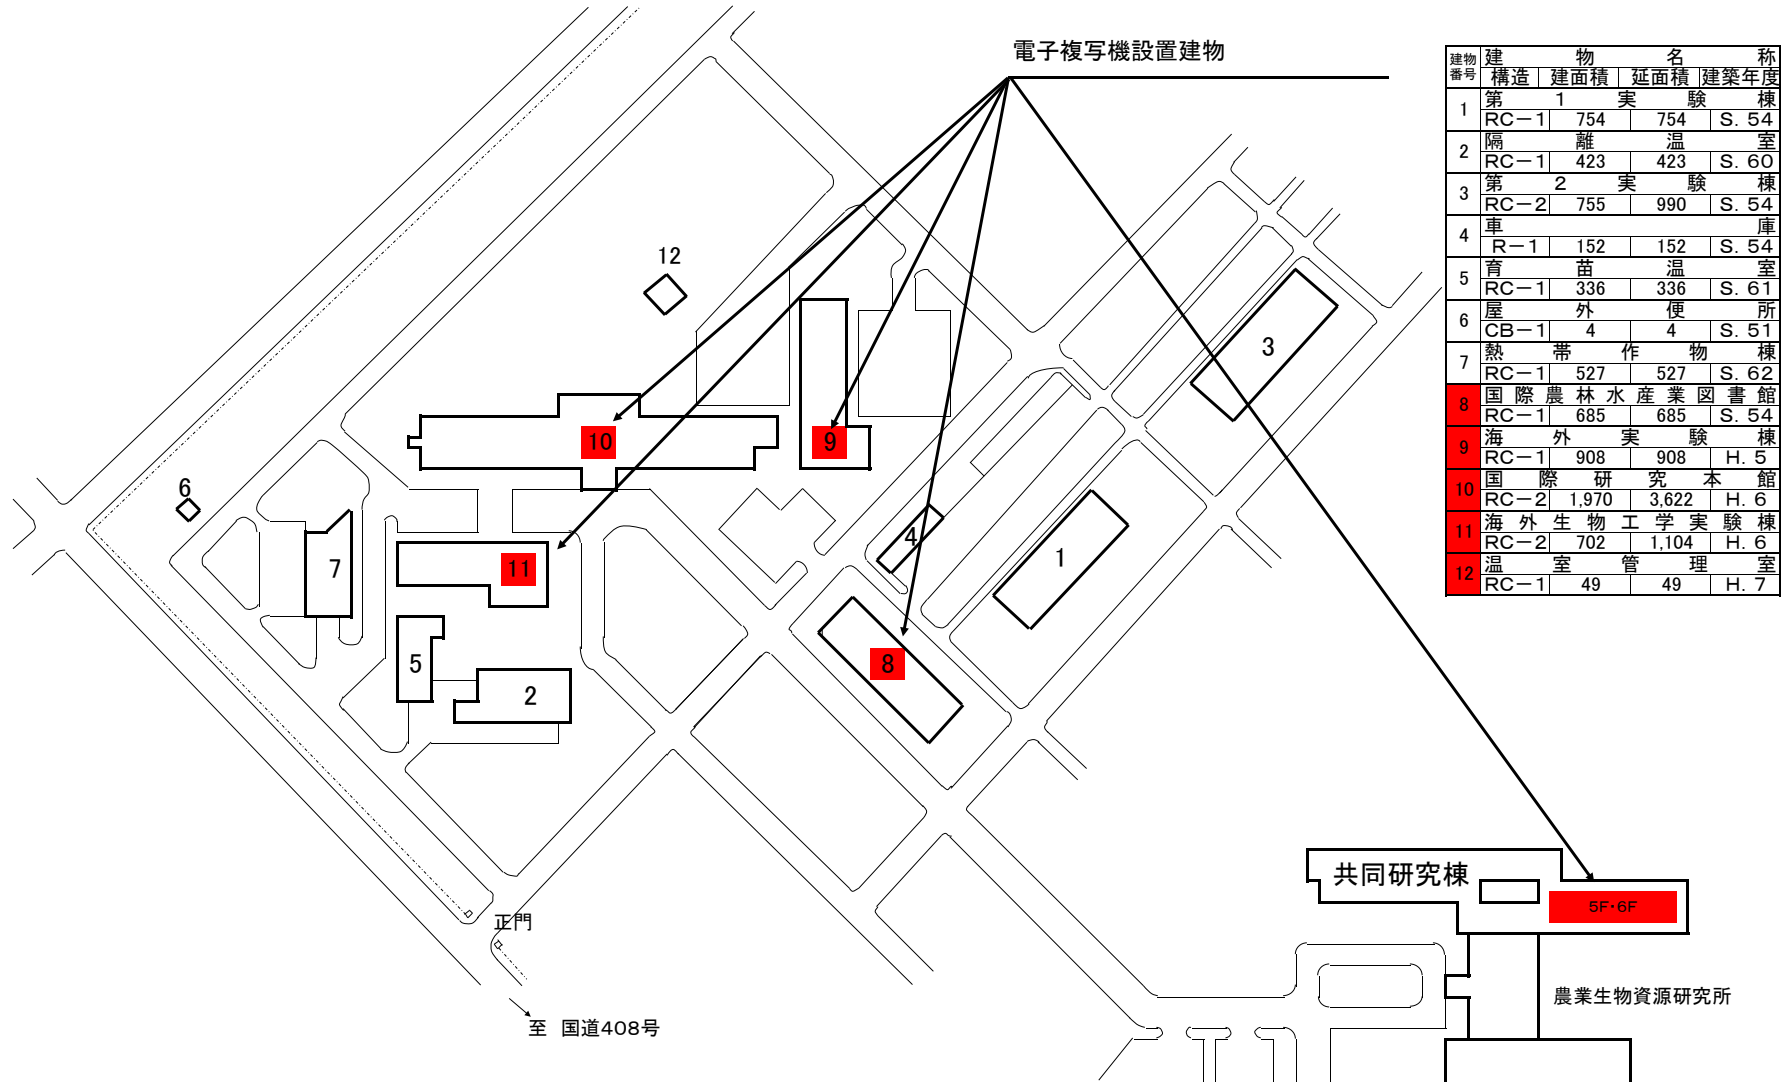 電子複写機設置建物
建物番号 建物名称
構造 建面積 延面積 建築年度
1 第1実験棟
RC－1 754 754 S. 54
2 隔離温室
RC－1 423 423 S. 60
3 第2実験棟
RC－2 755 990 S. 54
4 車庫
R－1 152 152 S. 54
5 育苗温室
RC－1 336 336 S. 61
6 屋外便所
CB－1 4 4 S. 51
7 熱帯作物棟
RC－1 527 527 S. 62
8 国際農林水産業図書館
RC－1 685 685 S. 54
9 海外実験棟
RC－1 908 908 H. 5
10 国際研究本館
RC－2 1,970 3,622 H. 6
11 海外生物工学実験棟
RC－2 702 1,104 H. 6
12 温室管理室
RC－1 49 49 H. 7
12
3
10
9
6
4
1
7
11
5
8
2
共同研究棟
5F・6F
正門
農業生物資源研究所
至 国道408号